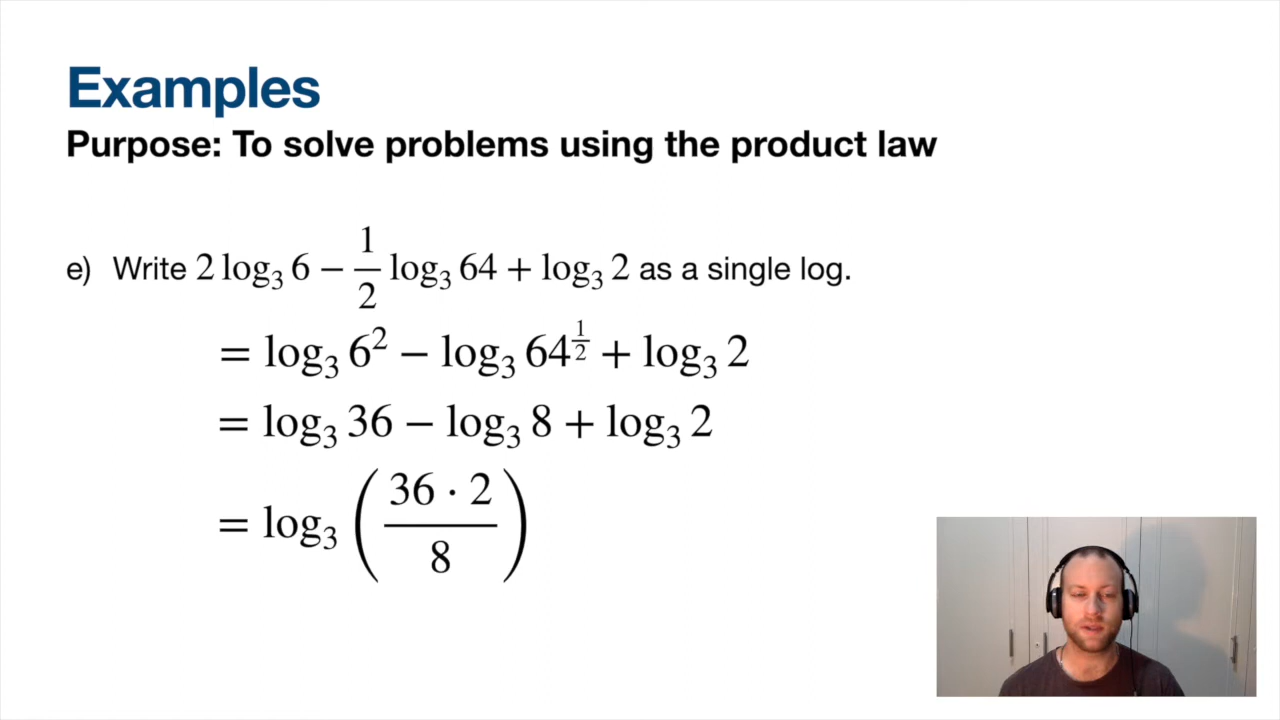 Examples
Purpose: To solve problems using the product law
e) Write 2 log₃ 6 − 1/2 log₃ 64 + log₃ 2 as a single log.
= log₃ 6² − log₃ 64^(1/2) + log₃ 2
= log₃ 36 − log₃ 8 + log₃ 2
= log₃ (36 · 2 / 8)